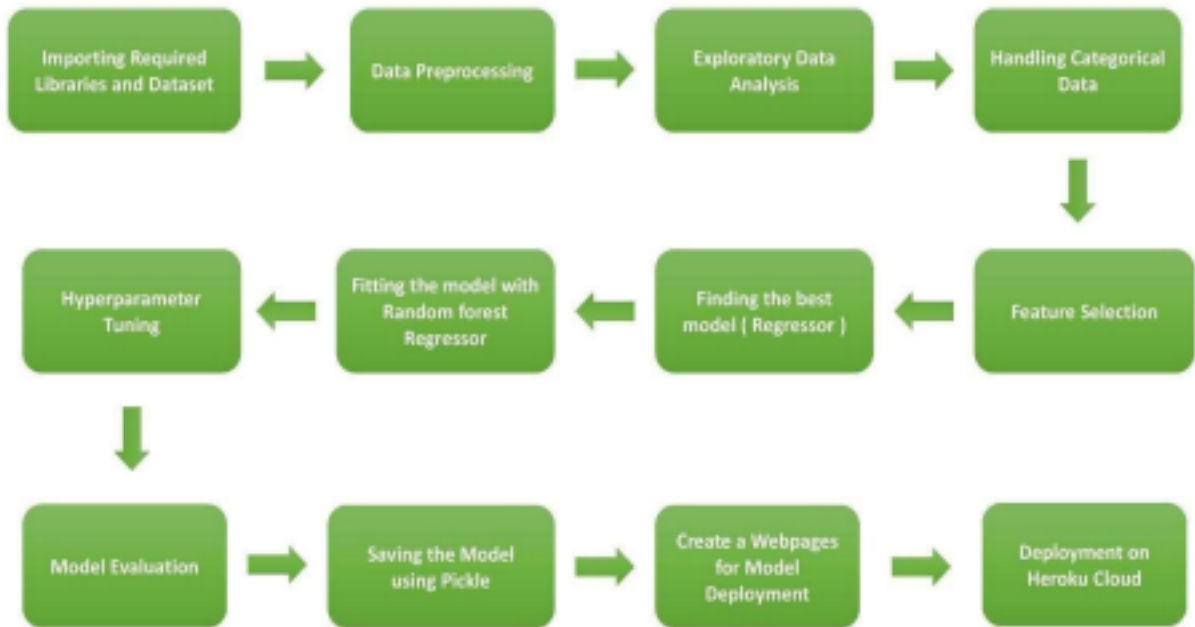 Importing Required
Libraries and Dataset
Data Preprocessing
Exploratory Data
Analysis
Handling Categorical
Data
Feature Selection
Finding the best
model ( Regressor )
Fitting the model with
Random forest
Regressor
Hyperparameter
Tuning
Model Evaluation
Saving the Model
using Pickle
Create a Webpages
for Model
Deployment
Deployment on
Heroku Cloud